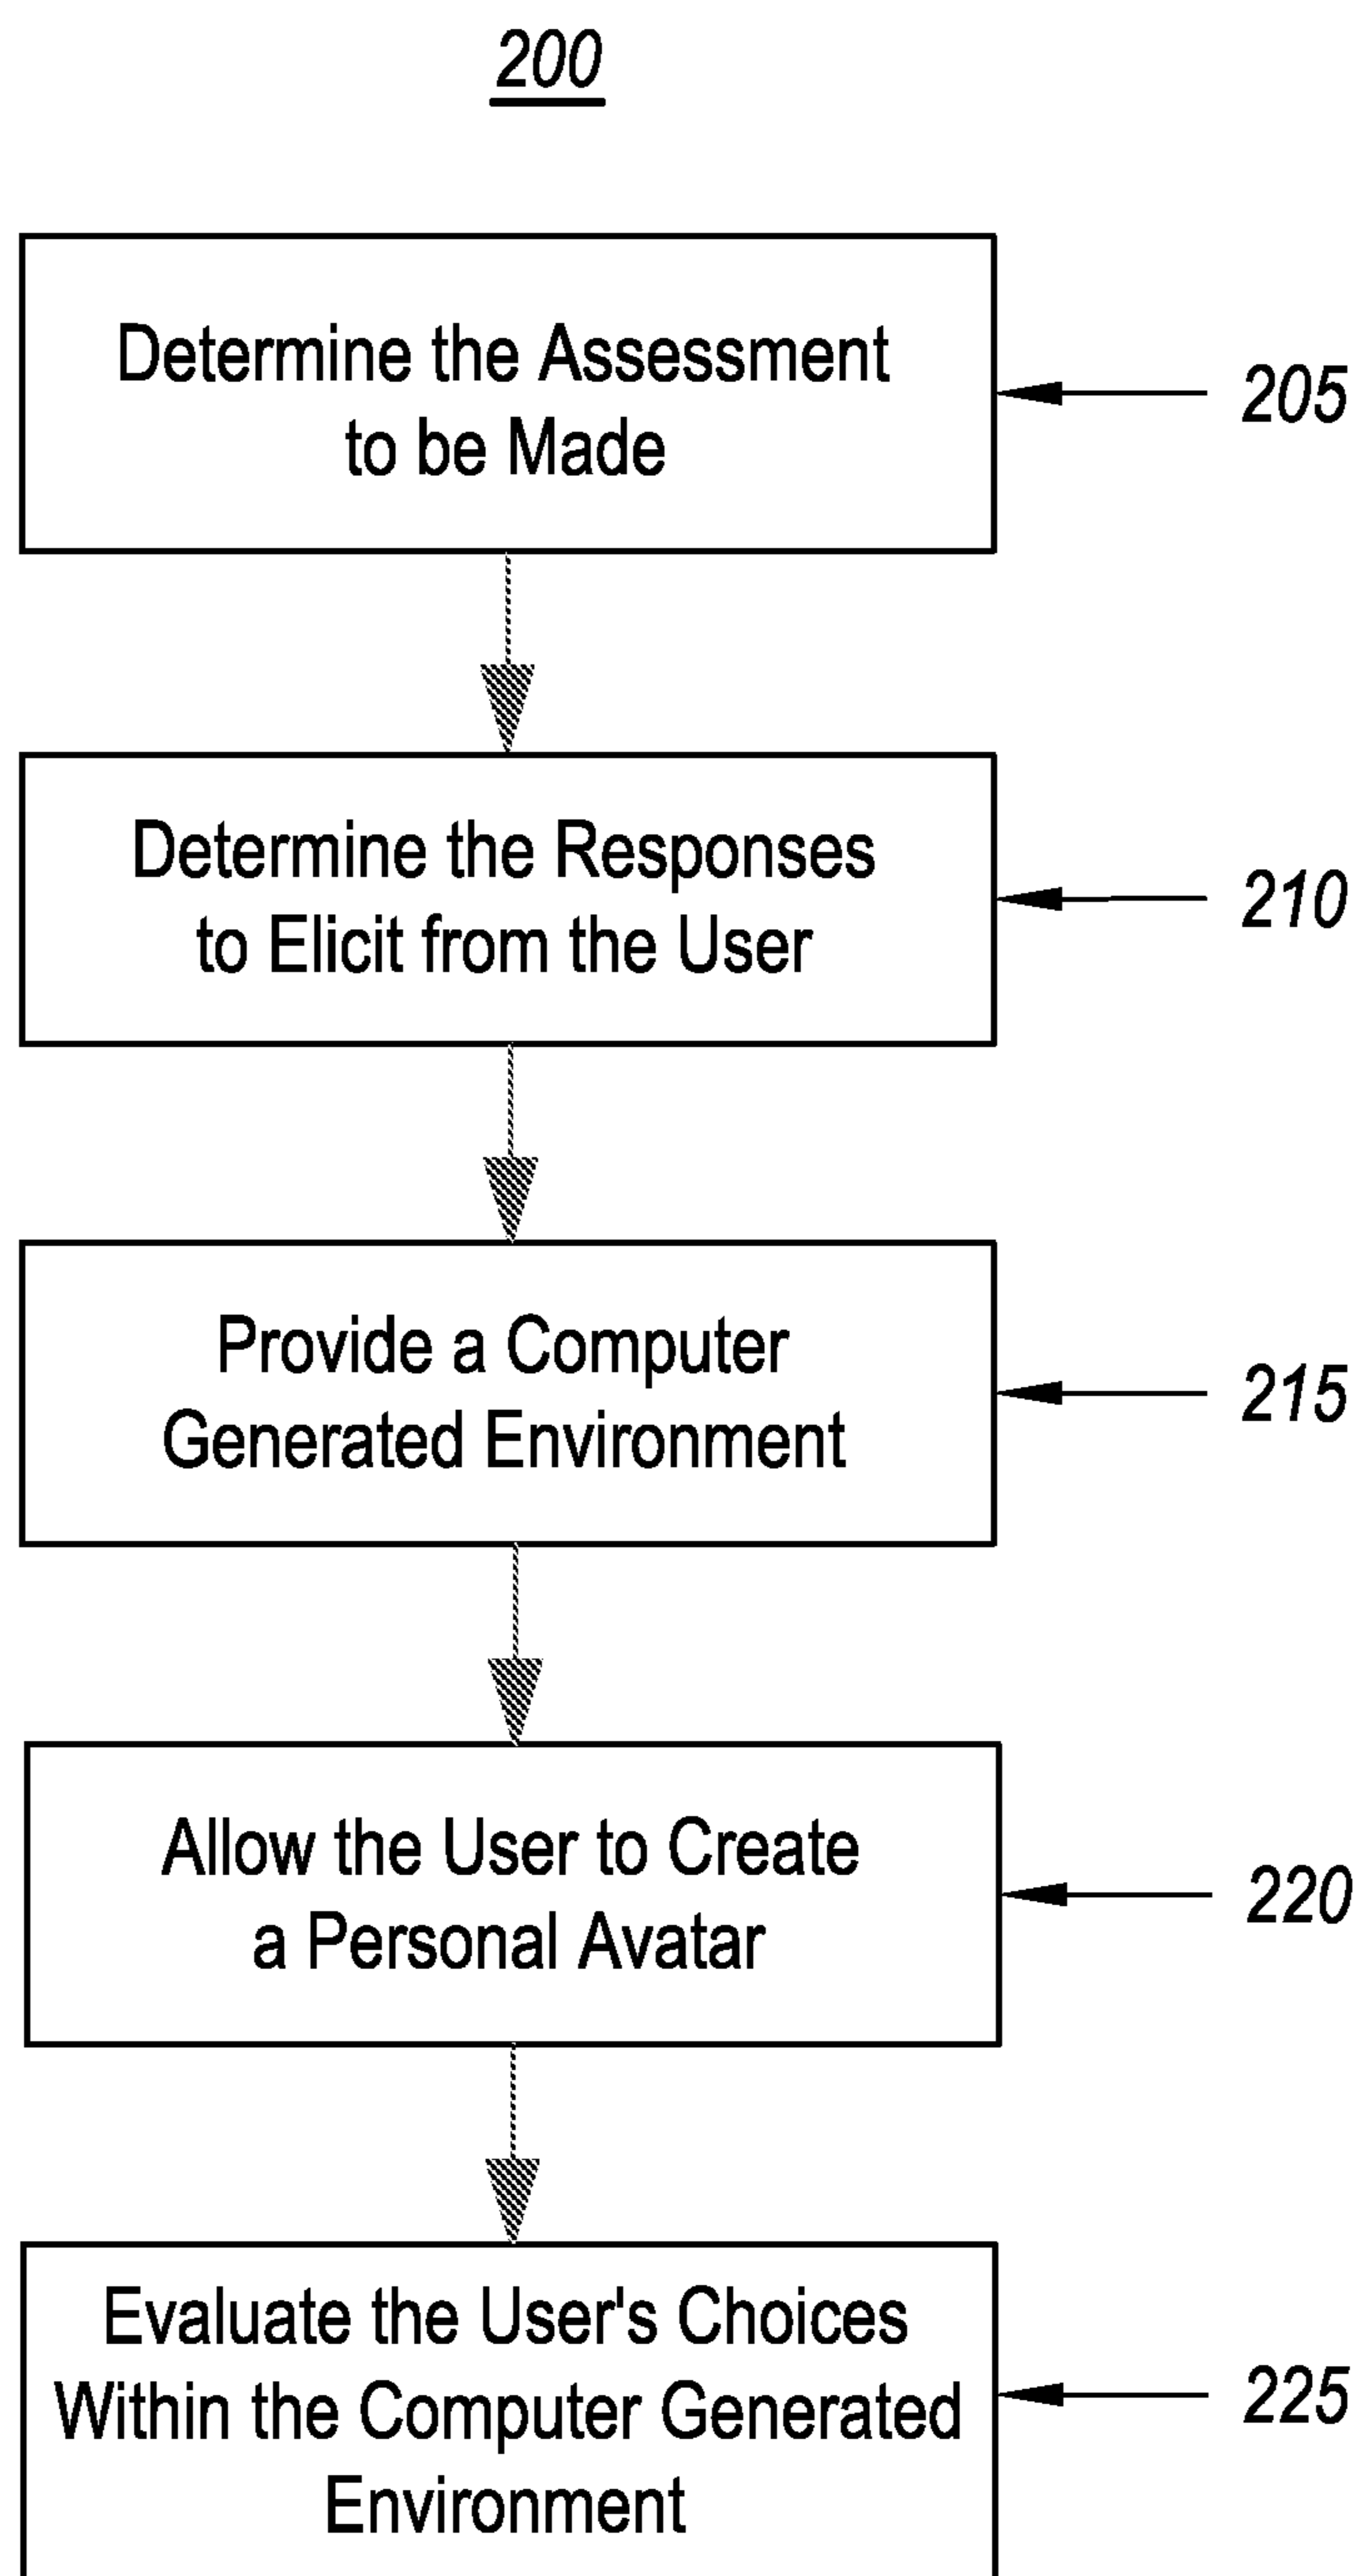 200
Determine the Assessment
to be Made
205
Determine the Responses
to Elicit from the User
210
Provide a Computer
Generated Environment
215
Allow the User to Create
a Personal Avatar
220
Evaluate the User's Choices
Within the Computer Generated
Environment
225